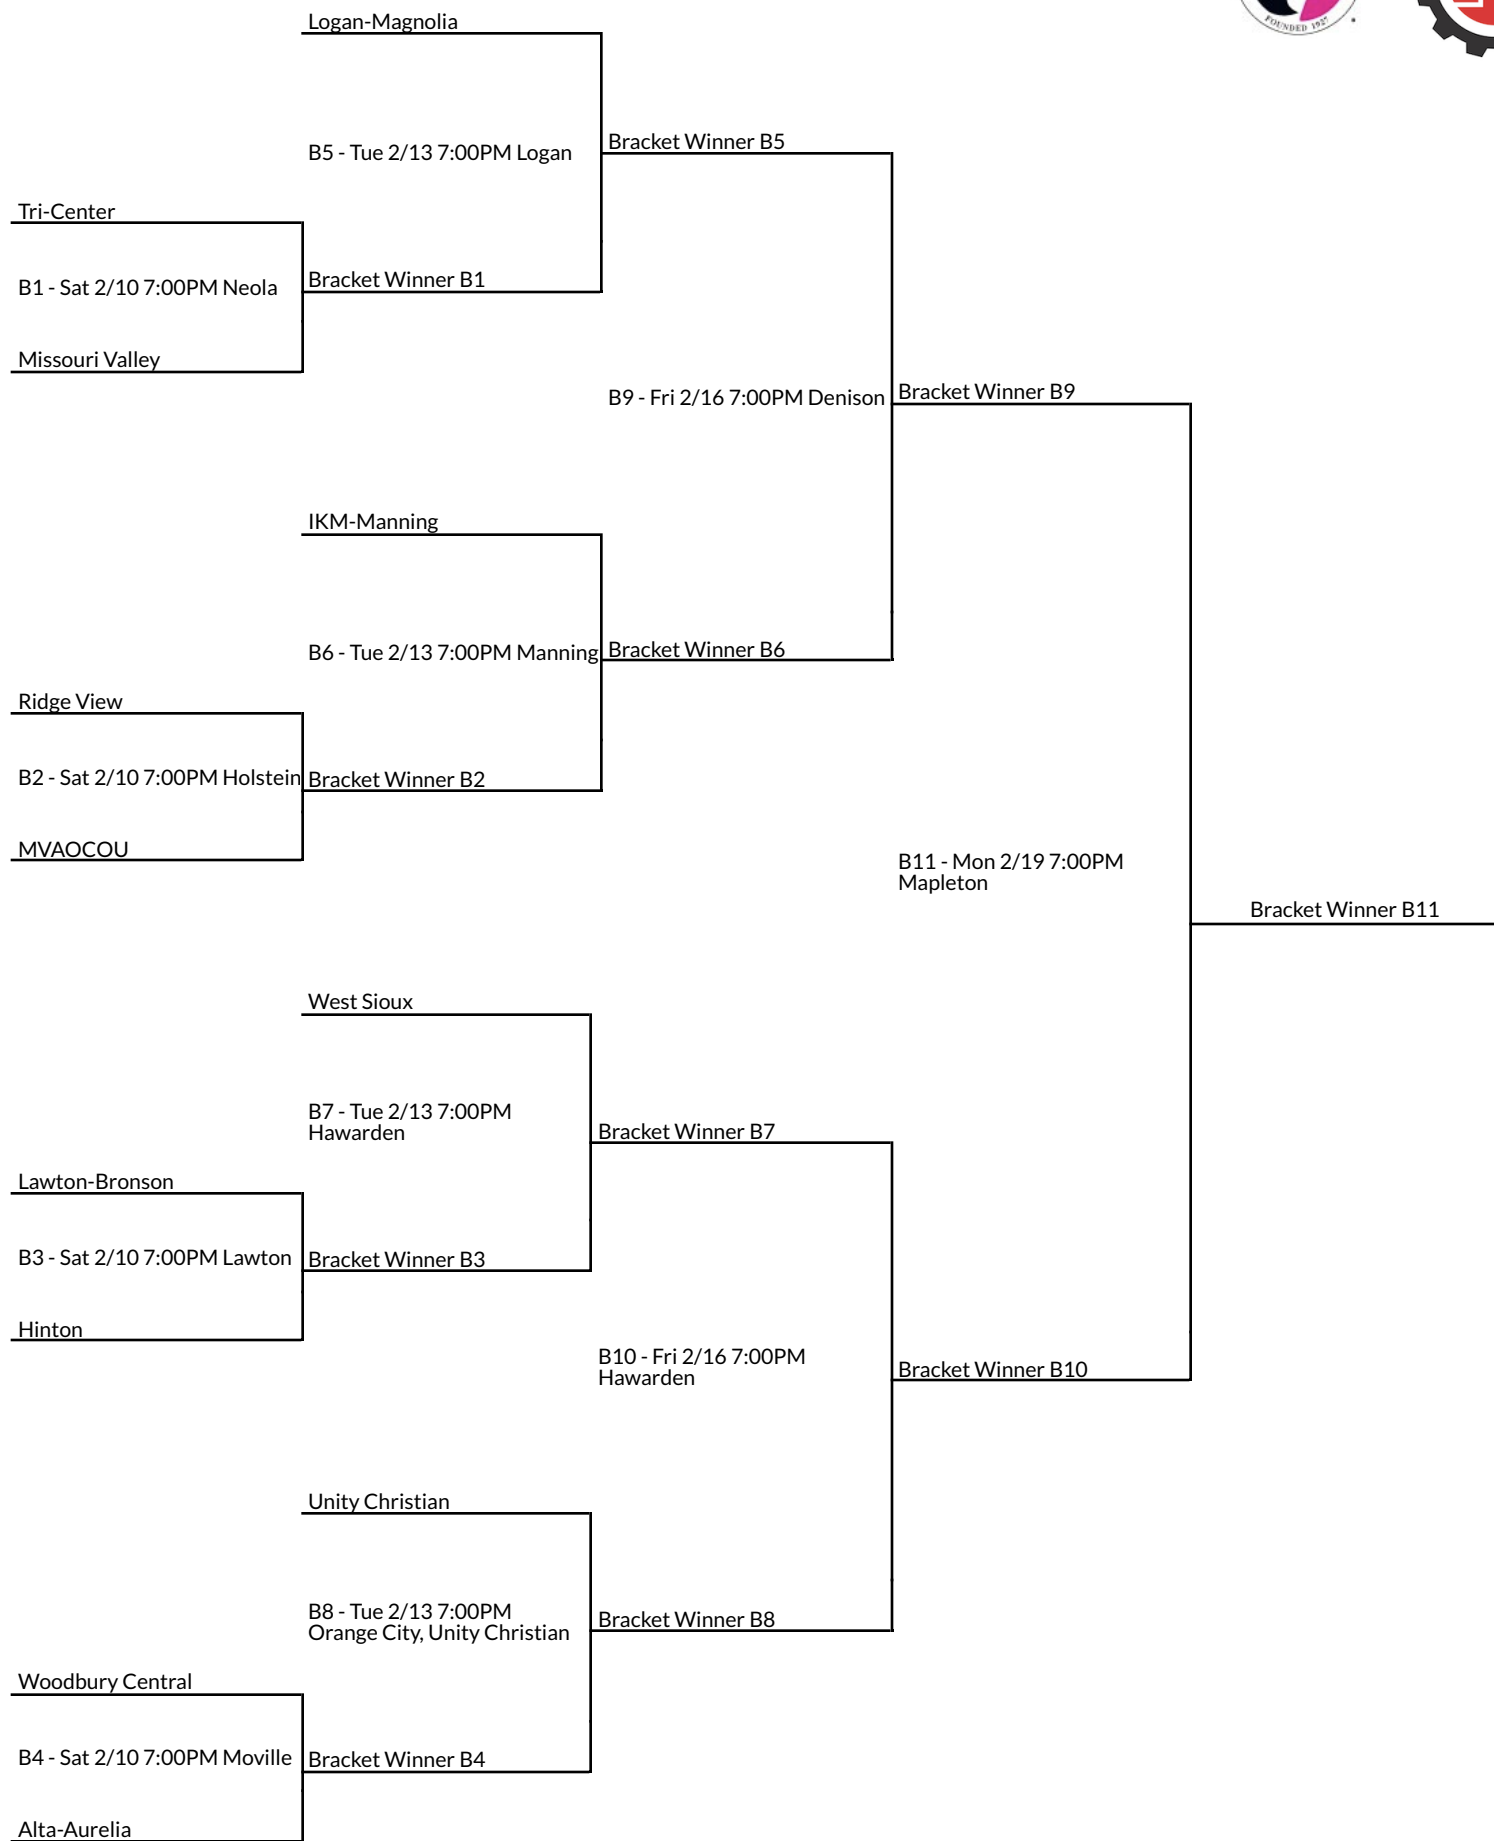 FOUNDED 1927
Logan-Magnolia
B5 - Tue 2/13 7:00PM Logan
Bracket Winner B5
Tri-Center
B1 - Sat 2/10 7:00PM Neola
Bracket Winner B1
Missouri Valley
B9 - Fri 2/16 7:00PM Denison
Bracket Winner B9
IKM-Manning
B6 - Tue 2/13 7:00PM Manning
Bracket Winner B6
Ridge View
B2 - Sat 2/10 7:00PM Holstein
Bracket Winner B2
MVAOCOU
B11 - Mon 2/19 7:00PM
Mapleton
Bracket Winner B11
West Sioux
B7 - Tue 2/13 7:00PM
Hawarden
Bracket Winner B7
Lawton-Bronson
B3 - Sat 2/10 7:00PM Lawton
Bracket Winner B3
Hinton
B10 - Fri 2/16 7:00PM
Hawarden
Bracket Winner B10
Unity Christian
B8 - Tue 2/13 7:00PM
Orange City, Unity Christian
Bracket Winner B8
Woodbury Central
B4 - Sat 2/10 7:00PM Moville
Bracket Winner B4
Alta-Aurelia